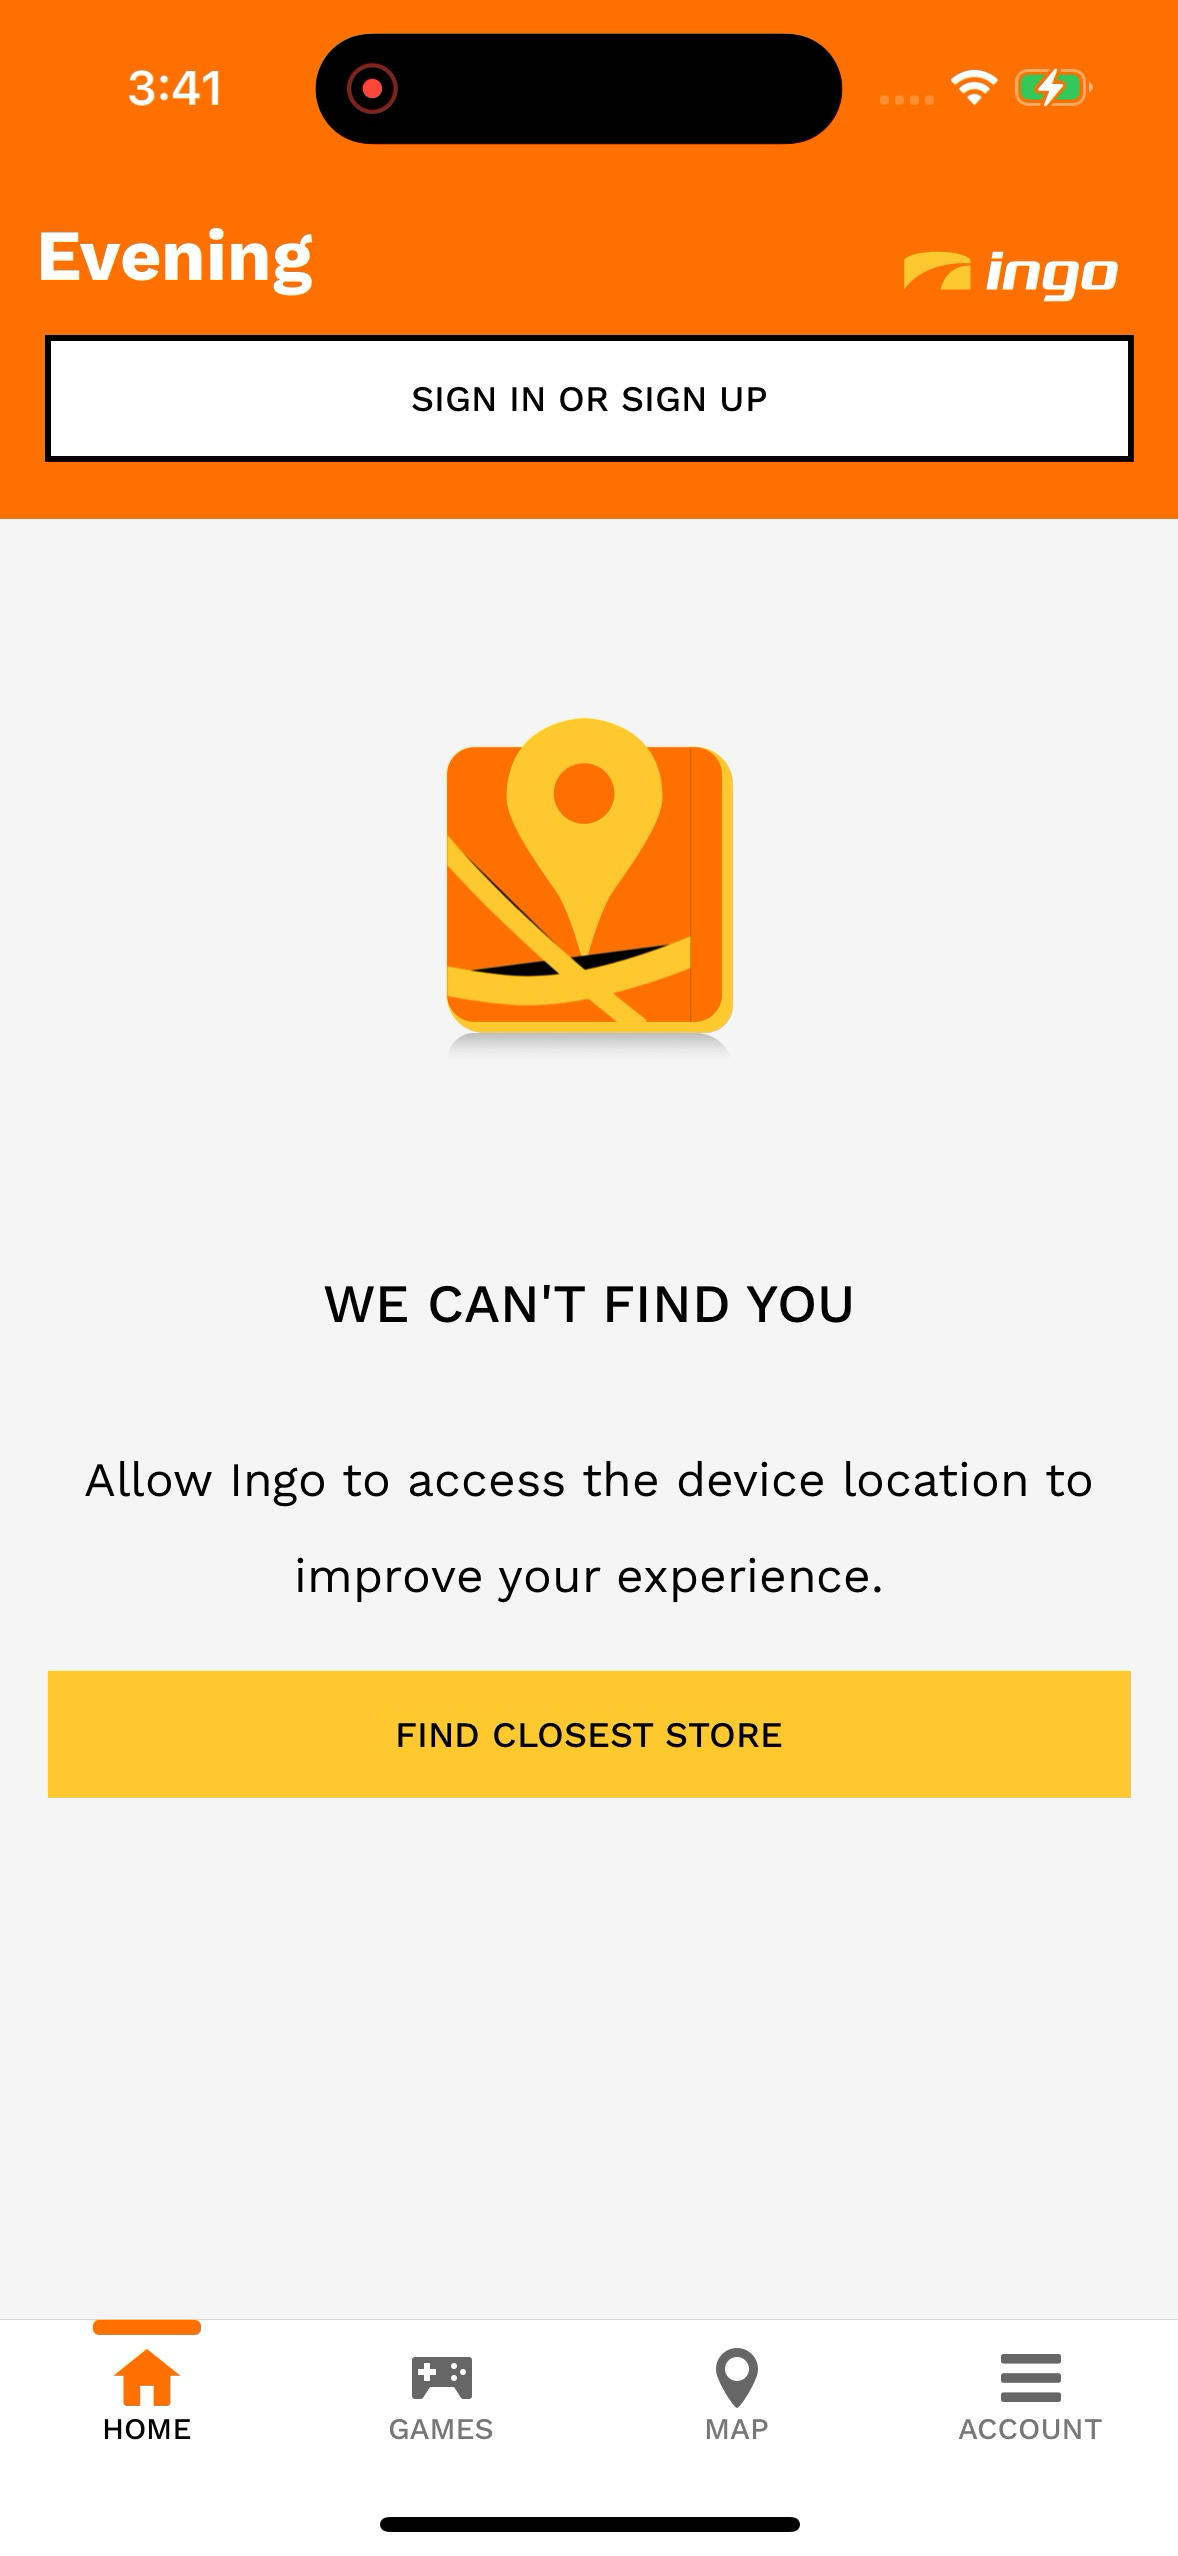 3:41
Evening
ingo
SIGN IN OR SIGN UP
WE CAN'T FIND YOU
Allow Ingo to access the device location to
improve your experience.
FIND CLOSEST STORE
HOME
GAMES
MAP
ACCOUNT